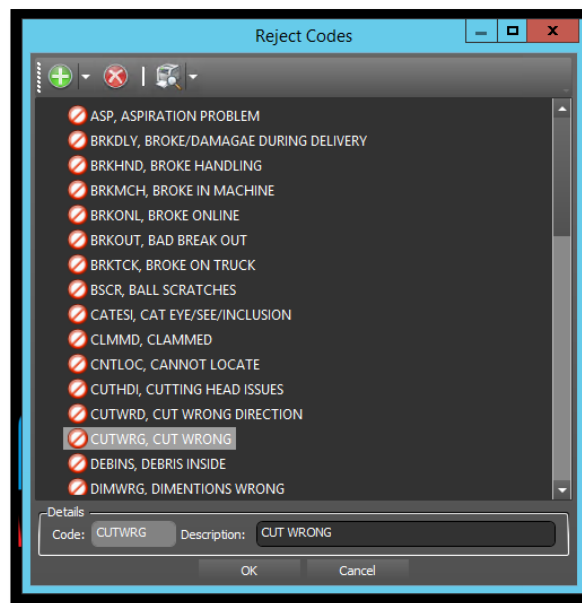 Reject Codes
ASP, ASPIRATION PROBLEM
BRKDLY, BROKE/DAMAGAE DURING DELIVERY
BRKHND, BROKE HANDLING
BRKMCH, BROKE IN MACHINE
BRKONL, BROKE ONLINE
BRKOUT, BAD BREAK OUT
BRKTCK, BROKE ON TRUCK
BSCR, BALL SCRATCHES
CATESI, CAT EYE/SEE/INCLUSION
CLMMD, CLAMMED
CNTLOC, CANNOT LOCATE
CUTHDI, CUTTING HEAD ISSUES
CUTWRD, CUT WRONG DIRECTION
CUTWRG, CUT WRONG
DEBINS, DEBRIS INSIDE
DIMWRG, DIMENTIONS WRONG
Details
Code: CUTWRG Description: CUT WRONG
OK Cancel